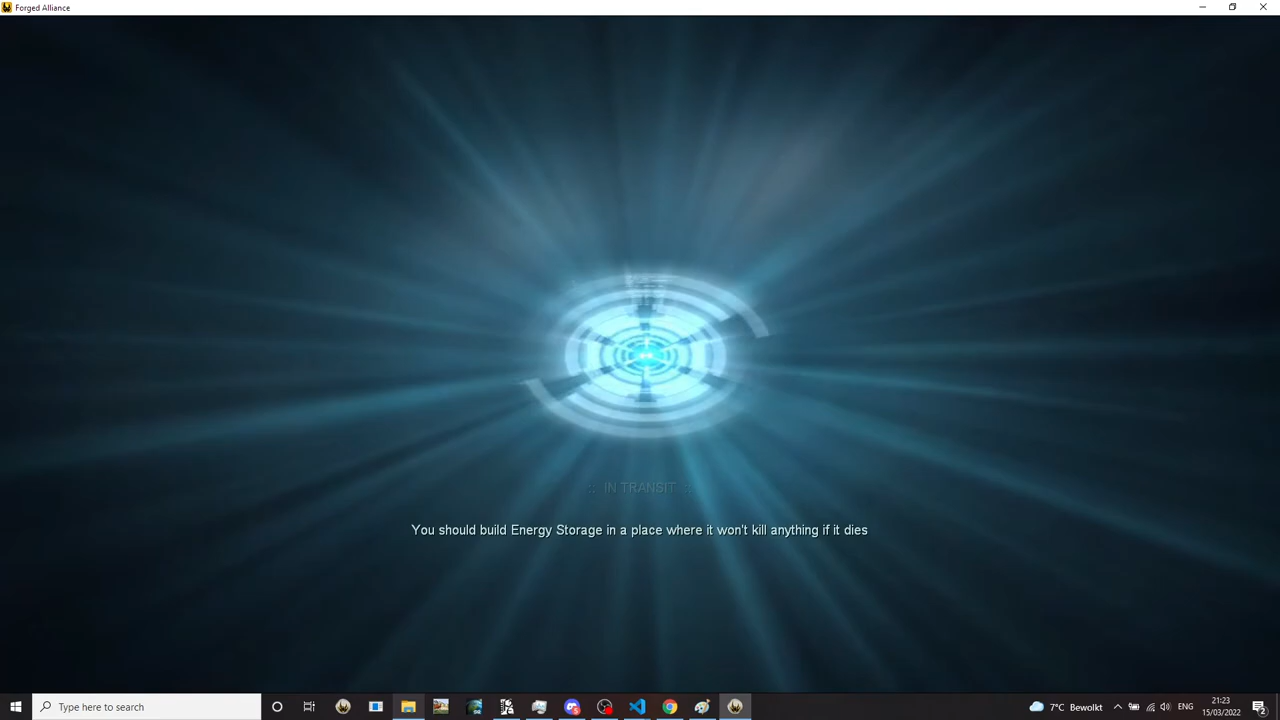 Forged Alliance
:. IN TRANSIT .:
You should build Energy Storage in a place where it won't kill anything if it dies
Type here to search
7°C Bewolkt
ENG
21:23
15/03/2022